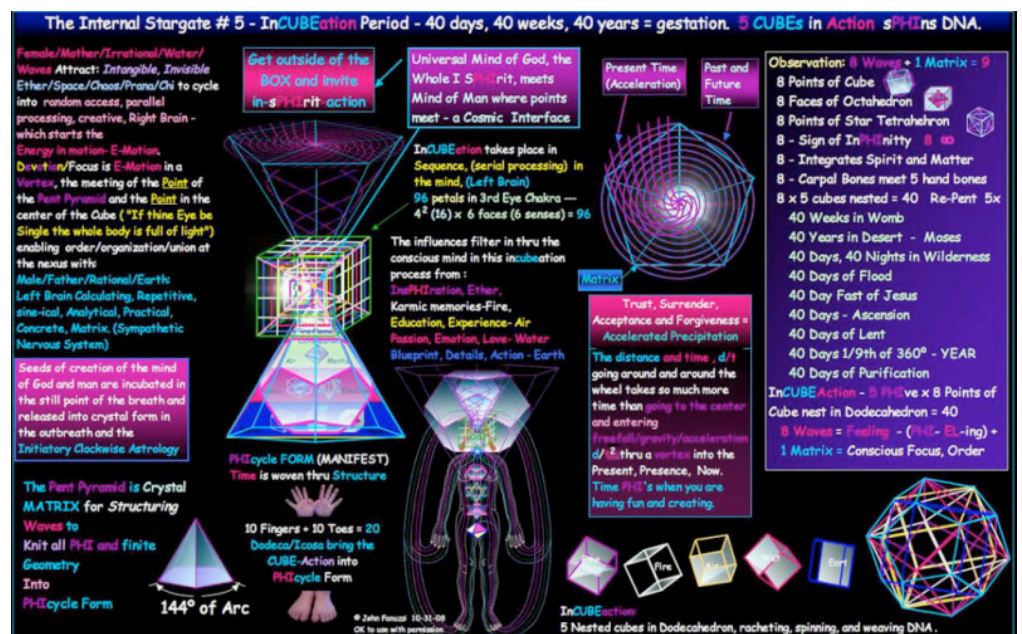 The Internal Stargate # 5 - InCUBEation Period - 40 days, 40 weeks, 40 years = gestation. 5 CUBEs in Action sPHIns DNA.
Female/Mother/Irrational/Water/
Waves Attract: Intangible, Invisible
Ether/Space/Chaos/Prana/Chi to cycle
into random access, parallel
processing, creative, Right Brain -
which starts the
Energy in motion- E-Motion.
Devotion/Focus is E-Motion in a
Vortex, the meeting of the Point of
the Pent Pyramid and the Point in the
center of the Cube ( "If thine Eye be
Single the whole body is full of light")
enabling order/organization/union at
the nexus with:
Male/Father/Rational/Earth:
Left Brain Calculating, Repetitive,
sine-ical, Analytical, Practical,
Concrete, Matrix. (Sympathetic
Nervous System)
Seeds of creation of the mind
of God and man are incubated in
the still point of the breath and
released into crystal form in
the outbreath and the
Initiatory Clockwise Astrology
The Pent Pyramid is Crystal
MATRIX for Structuring
Waves to
Knit all PHI and finite
Geometry
Into
PHIcycle Form
144º of Arc
Get outside of the
BOX and invite
in-sPHIrit-action
Air
PHIcycle FORM (MANIFEST)
Time is woven thru Structure
10 Fingers + 10 Toes = 20
Dodeca/Icosa bring the
CUBE-Action into
PHIcycle Form
© John Fanuzzi 10-31-08
OK to use with permission.
Universal Mind of God, the
Whole I SPHIrit, meets
Mind of Man where points
meet - a Cosmic Interface
InCUBEation takes place in
Sequence, (serial processing) in
the mind, (Left Brain)
96 petals in 3rd Eye Chakra ---
4² (16) x 6 faces (6 senses) = 96
The influences filter in thru the
conscious mind in this incubeation
process from :
InsPHIration, Ether,
Karmic memories-Fire,
Education, Experience- Air
Passion, Emotion, Love- Water
Blueprint, Details, Action - Earth
Present Time
(Acceleration)
Past and
Future
Time
Matrix
Trust, Surrender,
Acceptance and Forgiveness =
Accelerated Precipitation
The distance and time , d/t
going around and around the
wheel takes so much more
time than going to the center
and entering
freefall/gravity/acceleration
d/t² thru a vortex into the
Present, Presence, Now.
Time PHI's when you are
having fun and creating.
Observation: 8 Waves + 1 Matrix = 9
8 Points of Cube
8 Faces of Octahedron
8 Points of Star Tetrahedron
8 - Sign of InPHInitty 8 ∞
8 - Integrates Spirit and Matter
8 - Carpal Bones meet 5 hand bones
8 x 5 cubes nested = 40 Re-Pent 5x
40 Weeks in Womb
40 Years in Desert - Moses
40 Days, 40 Nights in Wilderness
40 Days of Flood
40 Day Fast of Jesus
40 Days - Ascension
40 Days of Lent
40 Days 1/9th of 360º - YEAR
40 Days of Purification
InCUBEAction - 5 PHIve x 8 Points of
Cube nest in Dodecahedron = 40
8 Waves = Feeling - (PHI- EL-ing) +
1 Matrix = Conscious Focus, Order
Fire
InCUBEaction:
5 Nested cubes in Dodecahedron, racheting, spinning, and weaving DNA .